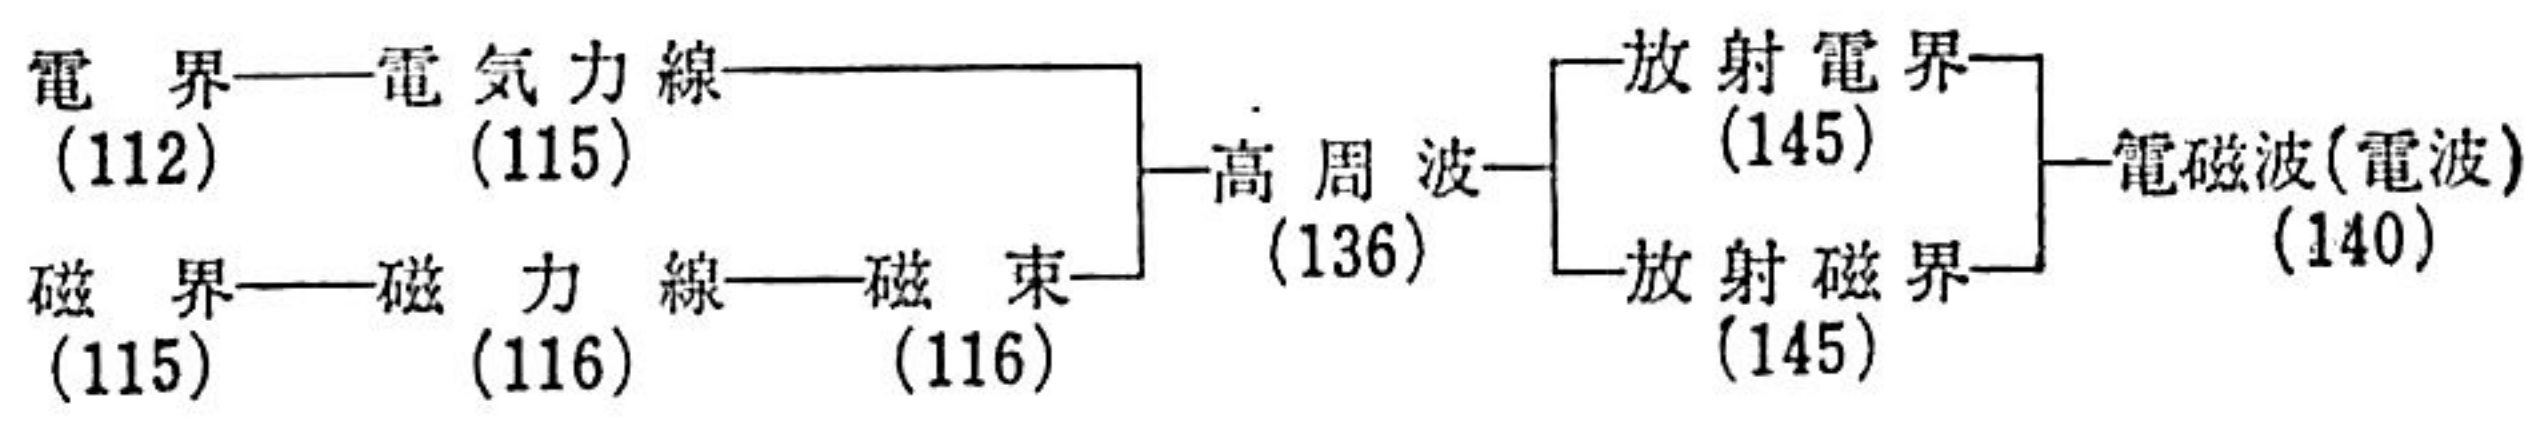 電界 電気力線 放射電界
(112) (115) (145)
高周波 電磁波(電波)
(136) (140)
磁界 磁力線 磁束 放射磁界
(115) (116) (116) (145)